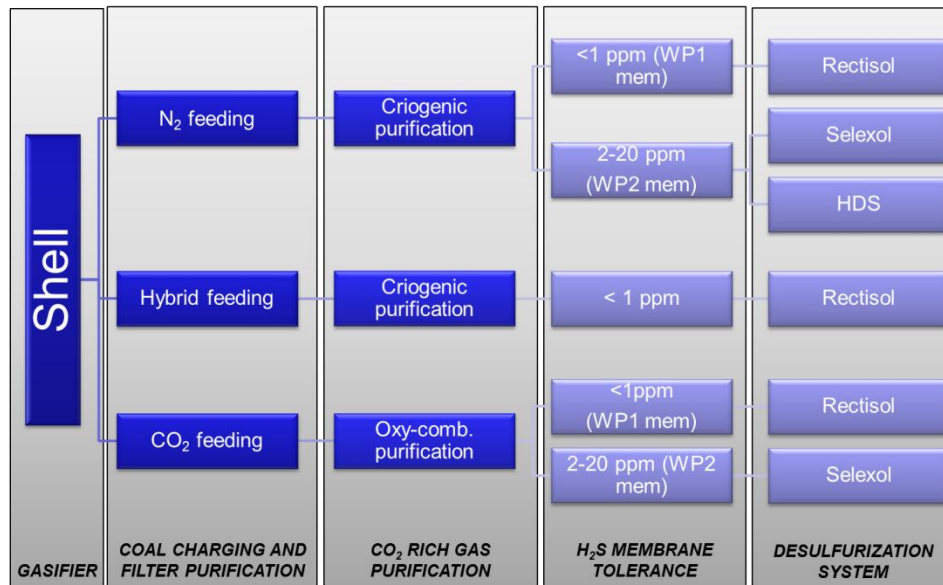 Shell
GASIFIER
N₂ feeding
Hybrid feeding
CO₂ feeding
COAL CHARGING AND
FILTER PURIFICATION
Criogenic
purification
Criogenic
purification
Oxy-comb.
purification
CO₂ RICH GAS
PURIFICATION
<1 ppm (WP1
mem)
2-20 ppm
(WP2 mem)
< 1 ppm
<1ppm
(WP1 mem)
2-20 ppm (WP2
mem)
H₂S MEMBRANE
TOLERANCE
Rectisol
Selexol
HDS
Rectisol
Rectisol
Selexol
DESULFURIZATION
SYSTEM